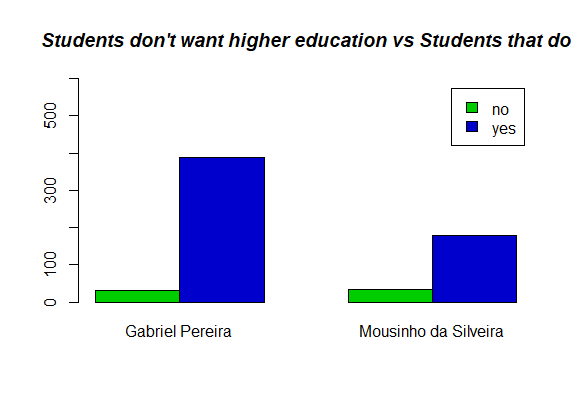 Students don't want higher education vs Students that do
no
yes
500
300
100
0
Gabriel Pereira
Mousinho da Silveira